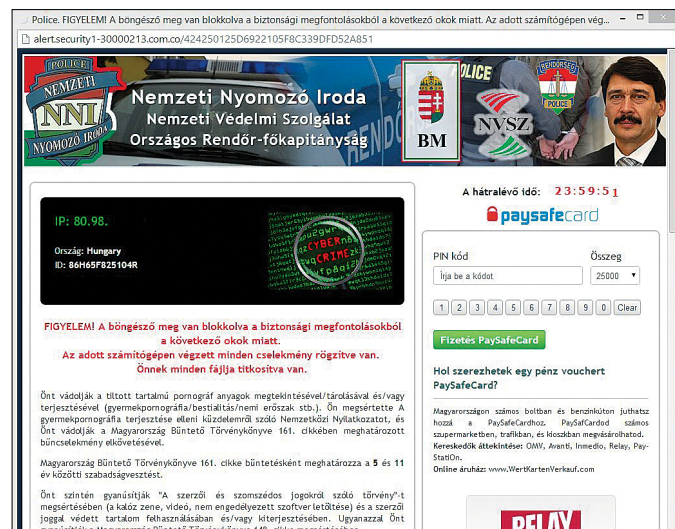 Police. FIGYELEM! A böngésző meg van blokkolva a biztonsági megfontolásokból a következő okok miatt. Az adott számítógépen vég...
alert.security1-30000213.com.co/424250125D6922105F8C339DFD52A851
POLICE
NEMZETI
NNI
NYOMOZÓ IRODA
Nemzeti Nyomozó Iroda
Nemzeti Védelmi Szolgálat
Országos Rendőr-főkapitányság
RENDŐR
BM
POLICE
NVSZ
RENDŐRSÉG
POLICE
IP: 80.98.
Ország: Hungary
ID: 86H65F825104R
CYBER
CRIME
FIGYELEM! A böngésző meg van blokkolva a biztonsági megfontolásokból
a következő okok miatt.
Az adott számítógépen végzett minden cselekmény rögzítve van.
Önnek minden fájlja titkosítva van.
Önt vádolják a tiltott tartalmú pornográf anyagok megtekintésével/tárolásával és/vagy
terjesztésével (gyermekpornográfia/bestialitás/nemi erőszak stb.). Ön megsértette A
gyermekpornográfia terjesztése elleni küzdelemről szóló Nemzetközi Nyilatkozatot, és
Önt vádolják a Magyarország Büntető Törvénykönyve 161. cikkében meghatározott
bűncselekmény elkövetésével.
Magyarország Büntető Törvénykönyve 161. cikke büntetésként meghatározza a 5 és 11
év közötti szabadságvesztést.
Önt szintén gyanúsítják "A szerzői és szomszédos jogokról szóló törvény"-t
megsértésében (a kalóz zene, videó, nem engedélyezett szoftver letöltése) és a szerzői
joggal védett tartalom felhasználásában és/vagy kiterjesztésében. Ugyanazzal Önt
A hátralévő idő: 23:59:51
paysafecard
PIN kód
Összeg
Írja be a kódot
25000
1 2 3 4 5 6 7 8 9 0 Clear
Fizetés PaySafeCard
Hol szerezhetek egy pénz vouchert
PaySafeCard?
Magyarországon számos boltban és benzinkúton juthatsz
hozzá a PaySafeCardhoz. PaySafCardod számos
szupermarketben, trafikban, és kioszkban megvásárolhatod.
Kereskedők áttekintése: OMV, Avanti, Inmedio, Relay, Pay-
StatiOn.
Online áruház: www.WertKartenVerkauf.com
RELAY